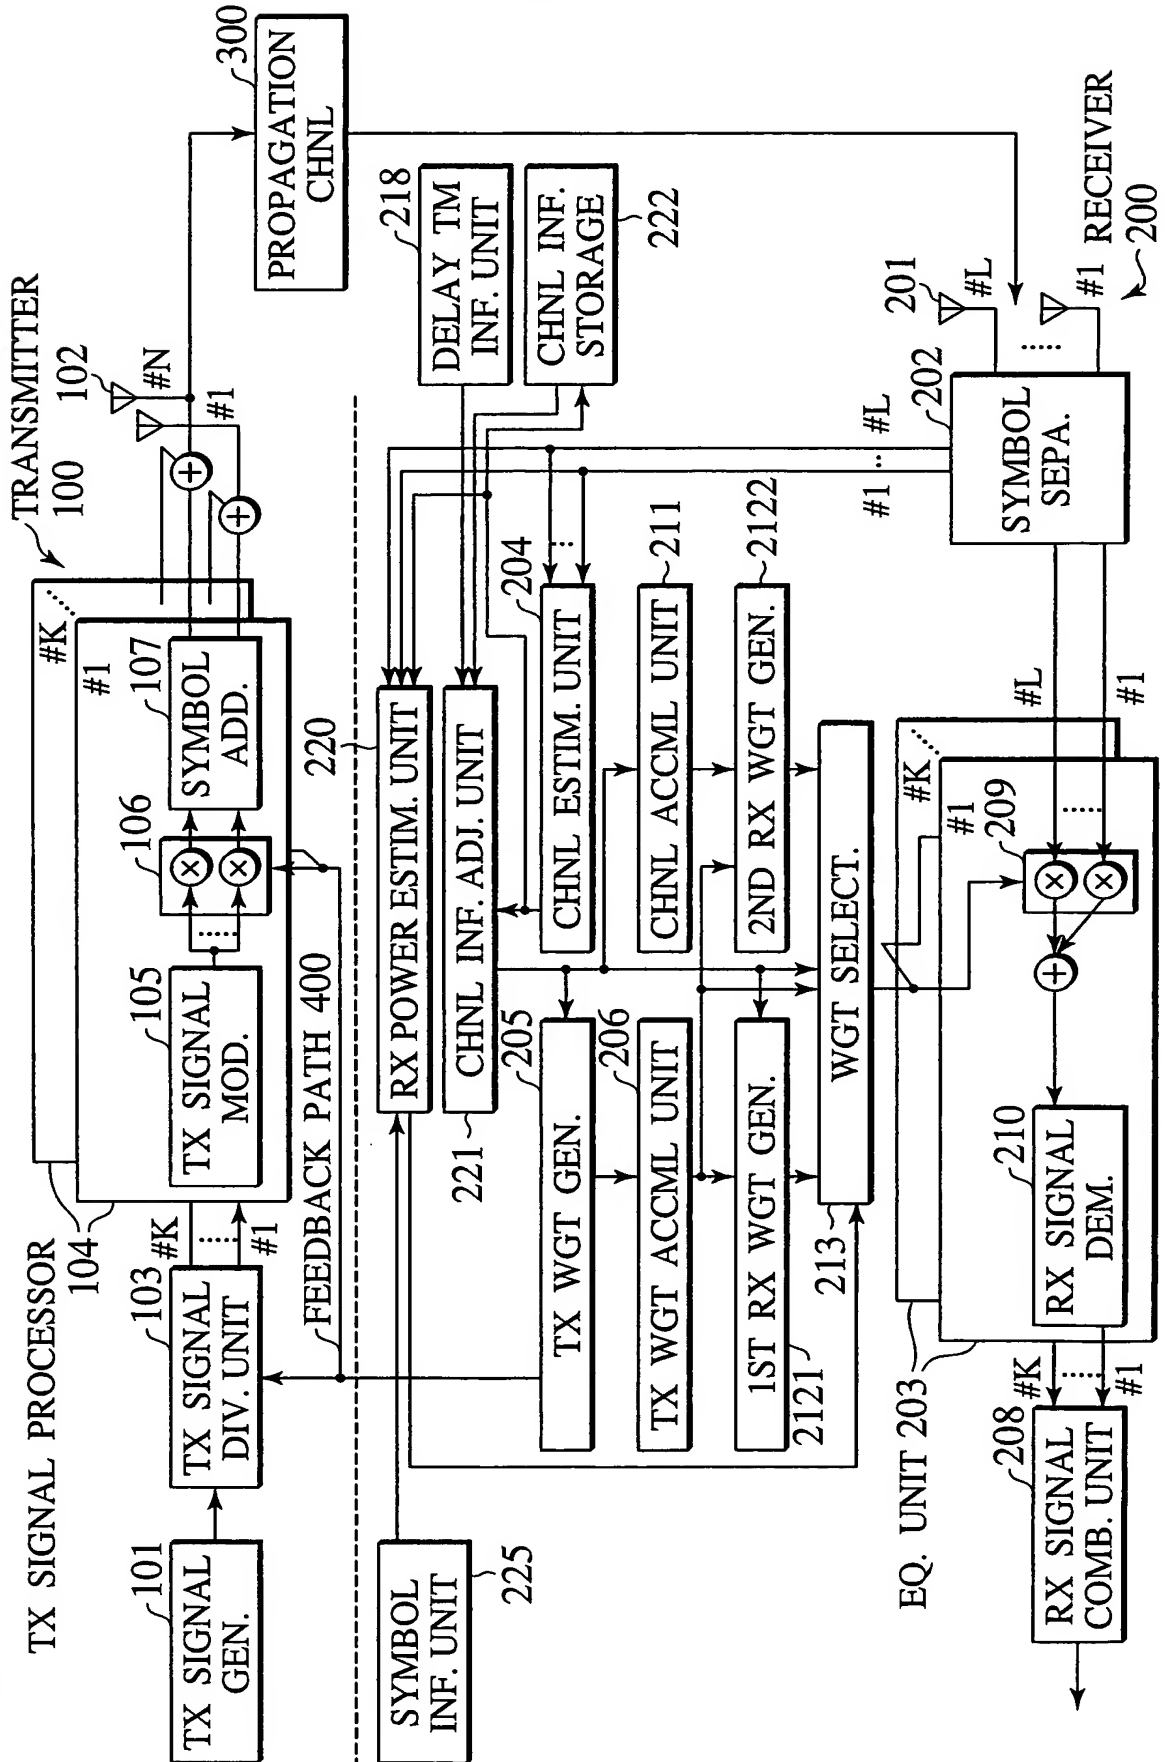 TX SIGNAL PROCESSOR
TRANSMITTER
100
101
TX SIGNAL
GEN.
103
TX SIGNAL
DIV. UNIT
#K
#1
104
#K
#1
105
TX SIGNAL
MOD.
106
107
SYMBOL
ADD.
102
#N
#1
300
PROPAGATION
CHNL
FEEDBACK PATH 400
220
SYMBOL
INF. UNIT
225
RX POWER ESTIM. UNIT
218
DELAY TM
INF. UNIT
CHNL INF. ADJ. UNIT
221
CHNL INF.
STORAGE
222
205
TX WGT GEN.
204
CHNL ESTIM. UNIT
206
TX WGT ACCML UNIT
CHNL ACCML UNIT
211
1ST RX WGT GEN.
2121
2ND RX WGT GEN.
2122
WGT SELECT.
213
#1
#L
201
#L
#1
202
SYMBOL
SEPA.
RECEIVER
200
EQ. UNIT 203
#K
#1
#L
#1
209
210
RX SIGNAL
DEM.
#K
#1
208
RX SIGNAL
COMB. UNIT